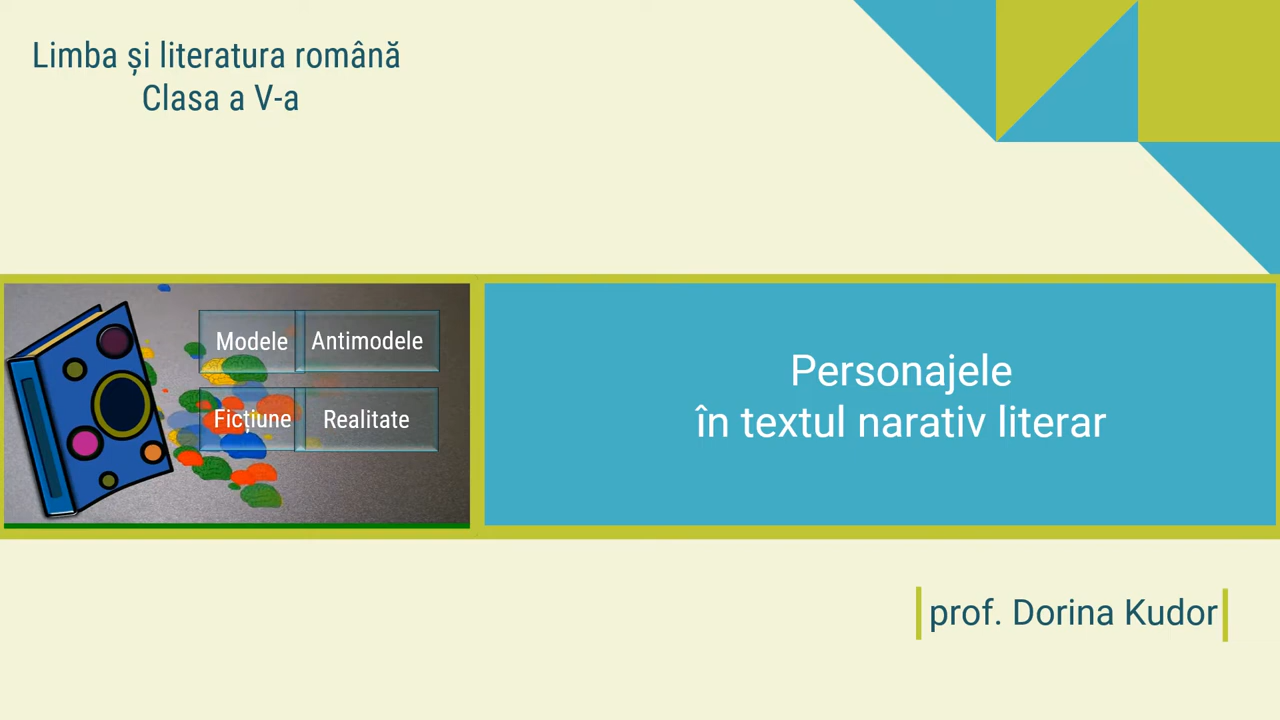 Limba și literatura română
Clasa a V-a
Modele
Antimodele
Ficțiune
Realitate
Personajele
în textul narativ literar
prof. Dorina Kudor